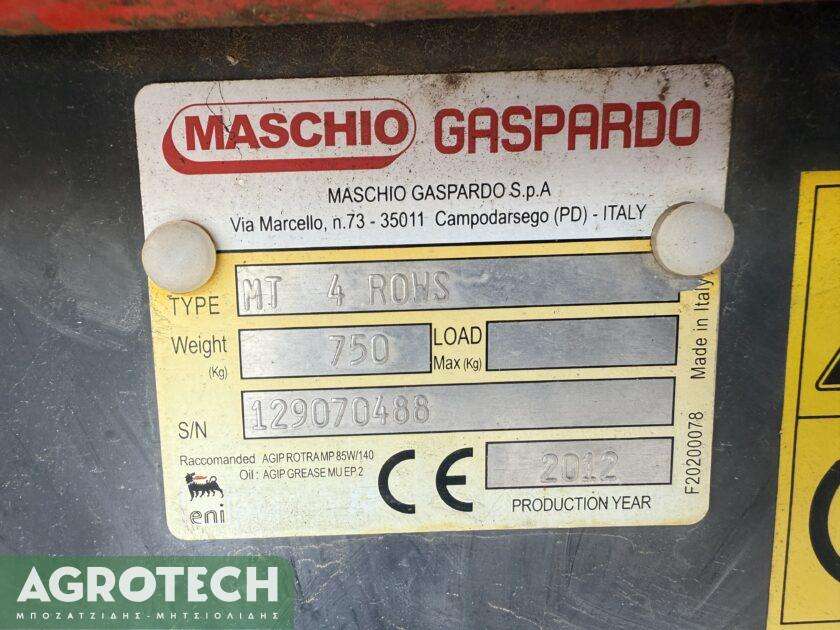 MASCHIO GASPARDO
MASCHIO GASPARDO S.p.A
Via Marcello, n.73 - 35011 Campodarsego (PD) - ITALY
TYPE MT 4 ROWS
Weight (Kg) 750 LOAD Max (Kg)
S/N 129070488
Raccomanded AGIP ROTRA MP 85W/140
Oil : AGIP GREASE MU EP.2
eni
CE
2012
PRODUCTION YEAR
F20200078 Made in Italy
AGROTECH
ΜΠΟΖΑΤΖΙΔΗΣ-ΜΗΤΣΙΟΛΙΔΗΣ